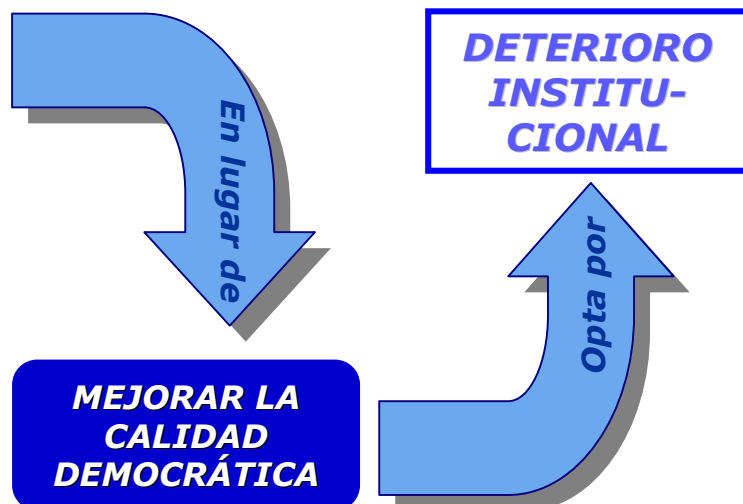 En lugar de
MEJORAR LA
CALIDAD
DEMOCRÁTICA
Opta por
DETERIORO
INSTITU-
CIONAL